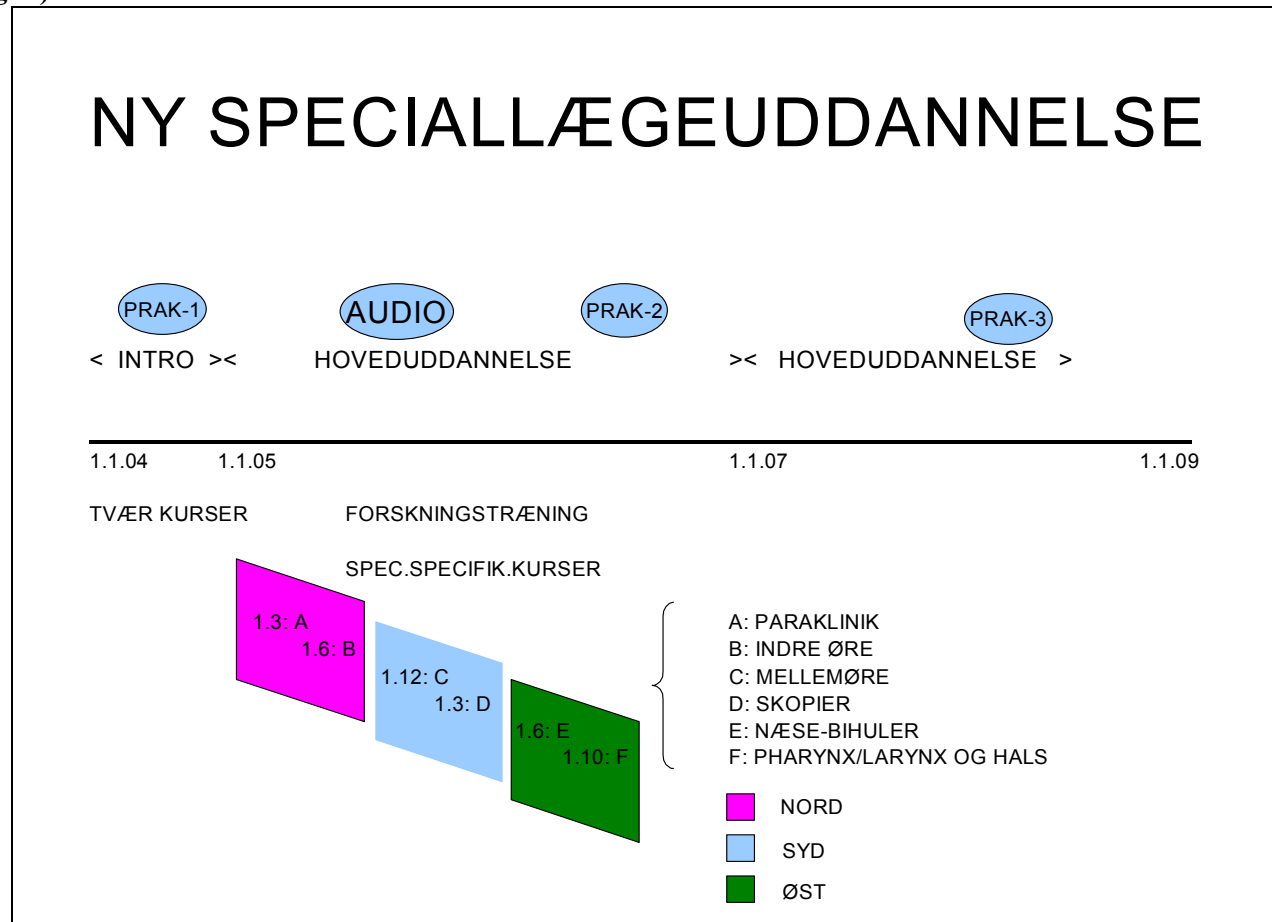 NY SPECIALLÆGEUDDANNELSE
PRAK-1 AUDIO PRAK-2 PRAK-3
< INTRO >< HOVEDUDDANNELSE >< HOVEDUDDANNELSE >
1.1.04 1.1.05 1.1.07 1.1.09
TVÆR KURSER FORSKNINGSTRÆNING
SPEC.SPECIFIK.KURSER
1.3: A
1.6: B
1.12: C
1.3: D
1.6: E
1.10: F
A: PARAKLINIK
B: INDRE ØRE
C: MELLEMØRE
D: SKOPIER
E: NÆSE-BIHULER
F: PHARYNX/LARYNX OG HALS
NORD
SYD
ØST